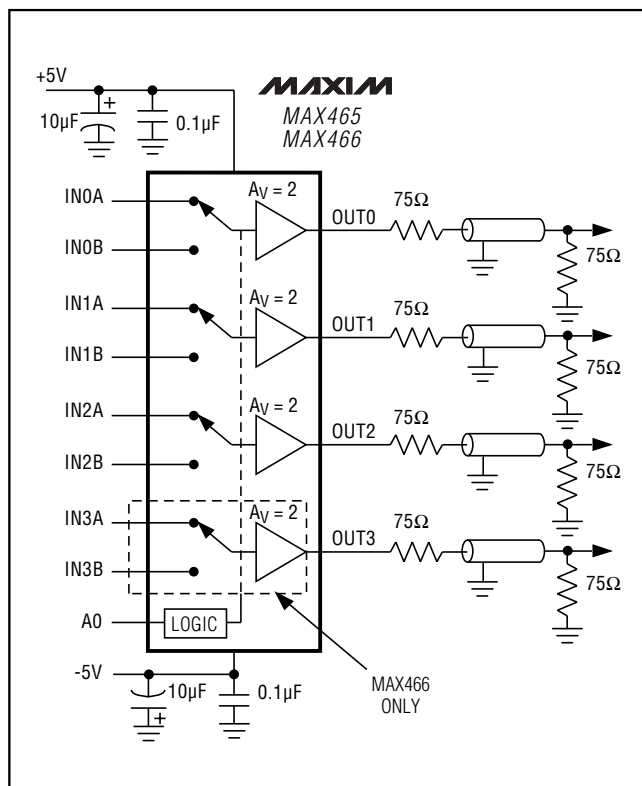 +5V
10µF
+
0.1µF
MAXIM
MAX465
MAX466
IN0A
IN0B
AV = 2
OUT0
75Ω
75Ω
IN1A
IN1B
AV = 2
OUT1
75Ω
75Ω
IN2A
IN2B
AV = 2
OUT2
75Ω
75Ω
IN3A
IN3B
AV = 2
OUT3
75Ω
75Ω
A0
LOGIC
-5V
10µF
+
0.1µF
MAX466
ONLY